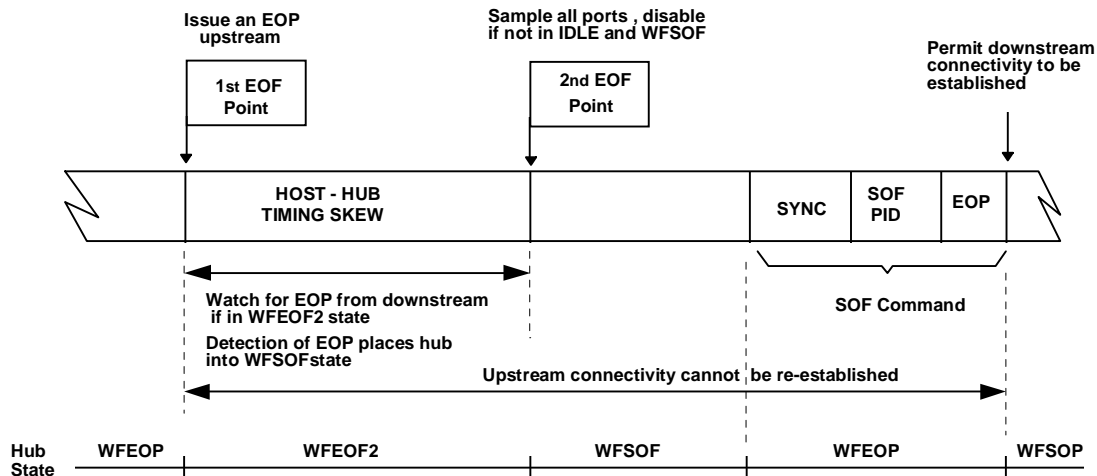 Issue an EOP
upstream
1st EOF
Point
Sample all ports , disable
if not in IDLE and WFSOF
2nd EOF
Point
Permit downstream
connectivity to be
established
HOST - HUB
TIMING SKEW
SYNC
SOF
PID
EOP
Watch for EOP from downstream
if in WFEOF2 state
Detection of EOP places hub
into WFSOFstate
SOF Command
Upstream connectivity cannot be re-established
Hub
State
WFEOP
WFEOF2
WFSOF
WFEOP
WFSOP